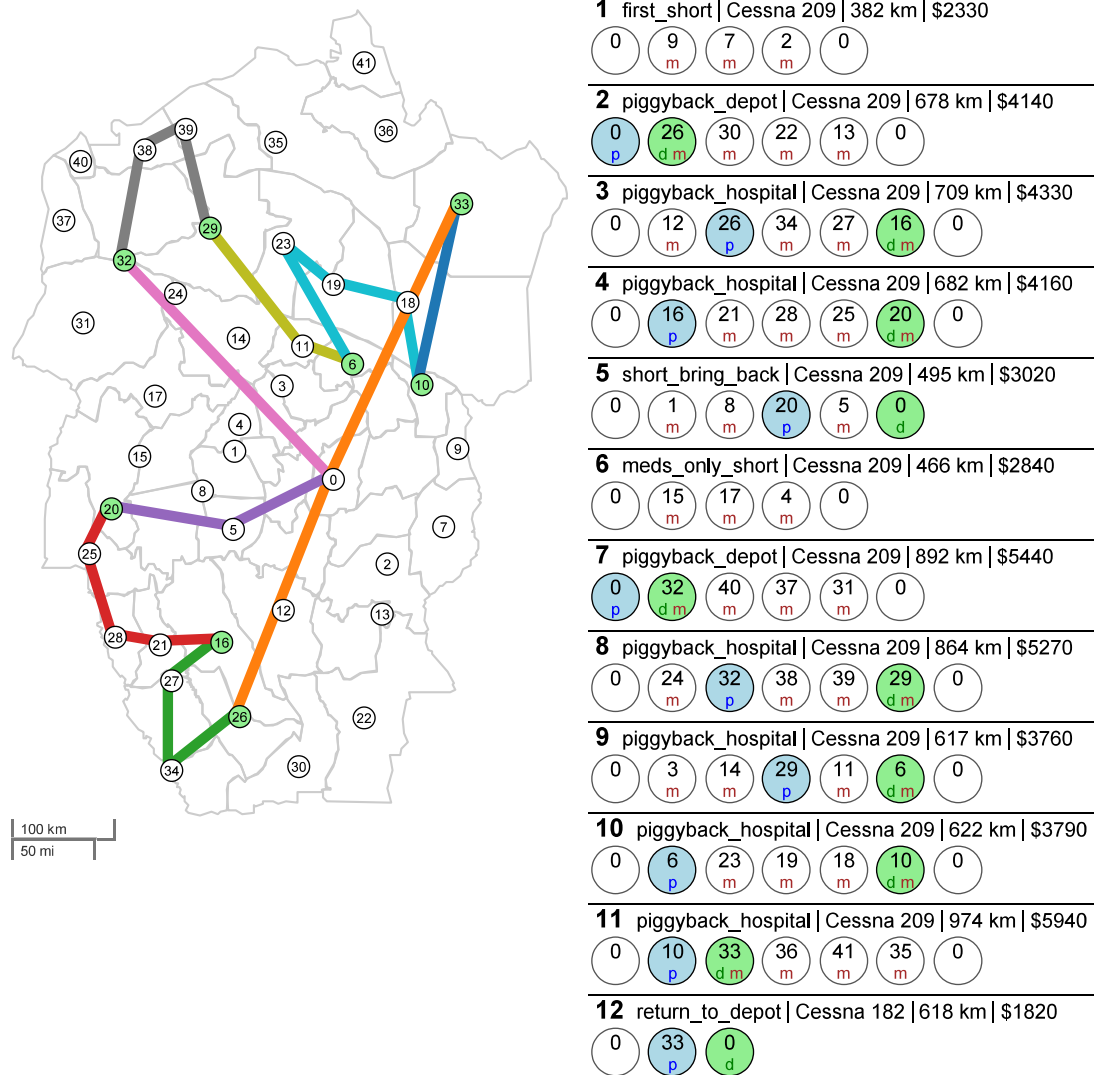 41
39
36
35
38
40
33
37
29
23
32
19
24
18
31
14
11
6
10
3
17
4
9
1
15
0
8
20
5
7
25
2
12
13
28
21
16
27
26
22
34
30
100 km
50 mi
1 first_short | Cessna 209 | 382 km | $2330
0 9 7 2 0
m m m
2 piggyback_depot | Cessna 209 | 678 km | $4140
0 26 30 22 13 0
p d m m m m
3 piggyback_hospital | Cessna 209 | 709 km | $4330
0 12 26 34 27 16 0
m p m m d m
4 piggyback_hospital | Cessna 209 | 682 km | $4160
0 16 21 28 25 20 0
p m m m d m
5 short_bring_back | Cessna 209 | 495 km | $3020
0 1 8 20 5 0
m m p m d
6 meds_only_short | Cessna 209 | 466 km | $2840
0 15 17 4 0
m m m
7 piggyback_depot | Cessna 209 | 892 km | $5440
0 32 40 37 31 0
p d m m m m
8 piggyback_hospital | Cessna 209 | 864 km | $5270
0 24 32 38 39 29 0
m p m m d m
9 piggyback_hospital | Cessna 209 | 617 km | $3760
0 3 14 29 11 6 0
m m p m d m
10 piggyback_hospital | Cessna 209 | 622 km | $3790
0 6 23 19 18 10 0
p m m m d m
11 piggyback_hospital | Cessna 209 | 974 km | $5940
0 10 33 36 41 35 0
p d m m m m
12 return_to_depot | Cessna 182 | 618 km | $1820
0 33 0
p d